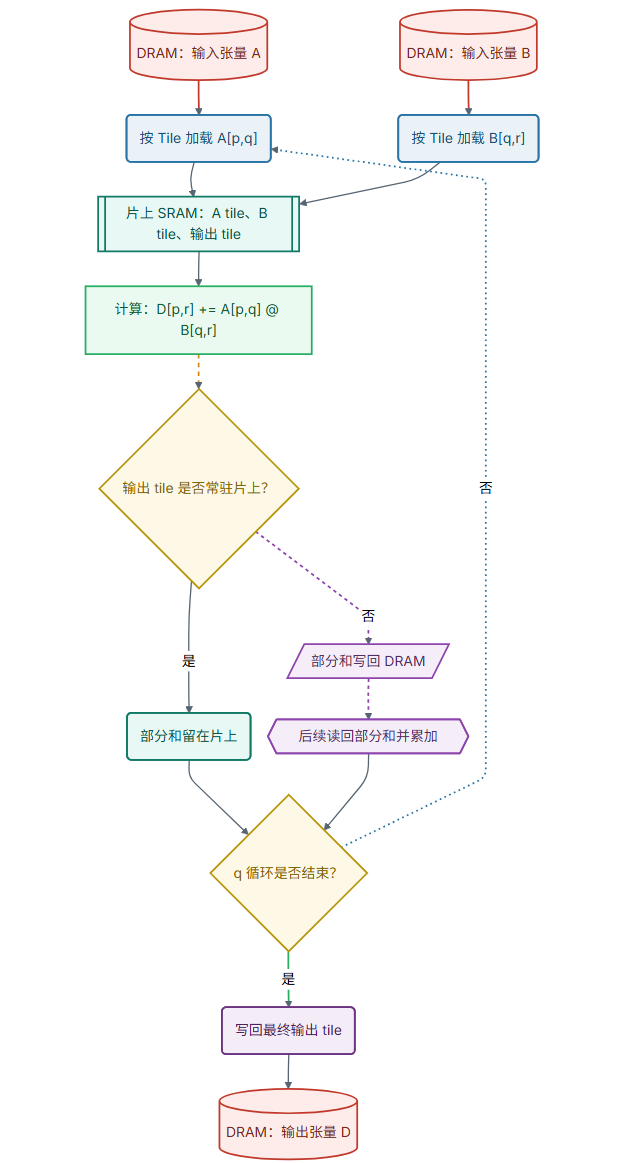 DRAM：输入张量 A
DRAM：输入张量 B
按 Tile 加载 A[p,q]
按 Tile 加载 B[q,r]
片上 SRAM：A tile、B
tile、输出 tile
计算：D[p,r] += A[p,q] @
B[q,r]
输出 tile 是否常驻片上？
否
否
部分和写回 DRAM
是
部分和留在片上
后续读回部分和并累加
q 循环是否结束？
是
写回最终输出 tile
DRAM：输出张量 D